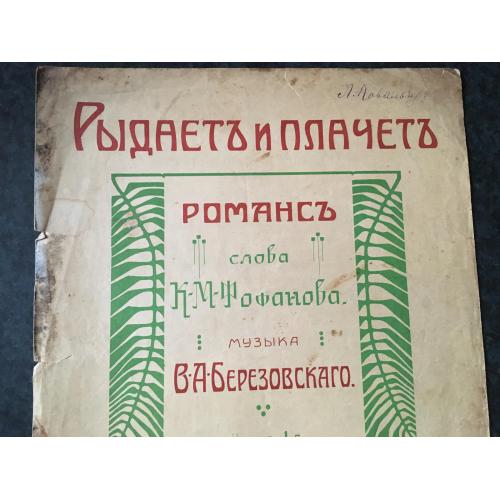 Рыдаетъ и плачетъ
Романсъ
слова
К·М·Фофанова.
музыка
В·А·Березовскаго.